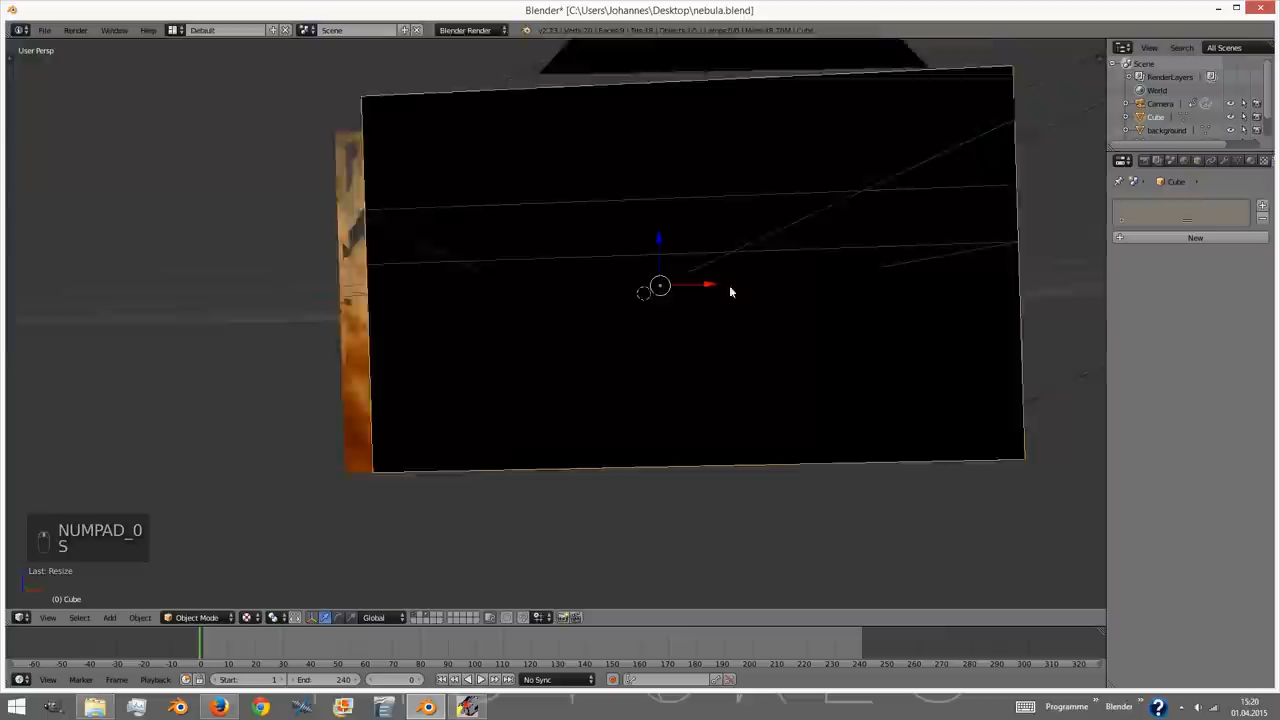 Blender* [C:\Users\Johannes\Desktop\nebula.blend]
File Render Window Help Default Scene Blender Render
User Persp
View Search All Scenes
Scene
RenderLayers
World
Camera
Cube
background
Cube
New
NUMPAD_0
S
Last: Resize
(0) Cube
View Select Add Object Object Mode Global
-60 -50 -40 -30 -20 -10 0 10 20 30 40 50 60 70 80 90 100 110 120 130 140 150 160 170 180 190 200 210 220 230 240 250 260 270 280 290 300 310 320
View Marker Frame Playback Start: 1 End: 240 0 No Sync
Programme Blender 15:20
01.04.2015